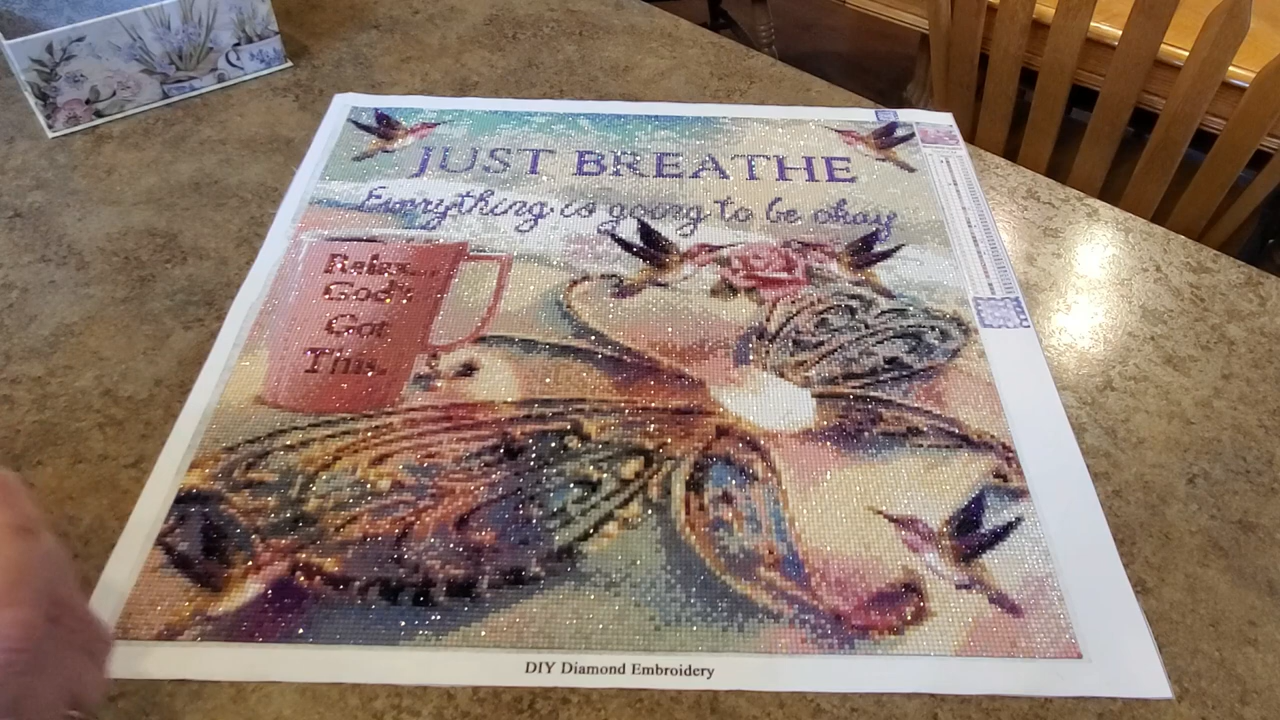 JUST BREATHE
Everything is going to be okay
Relax...
God's
Got
This.
DIY Diamond Embroidery